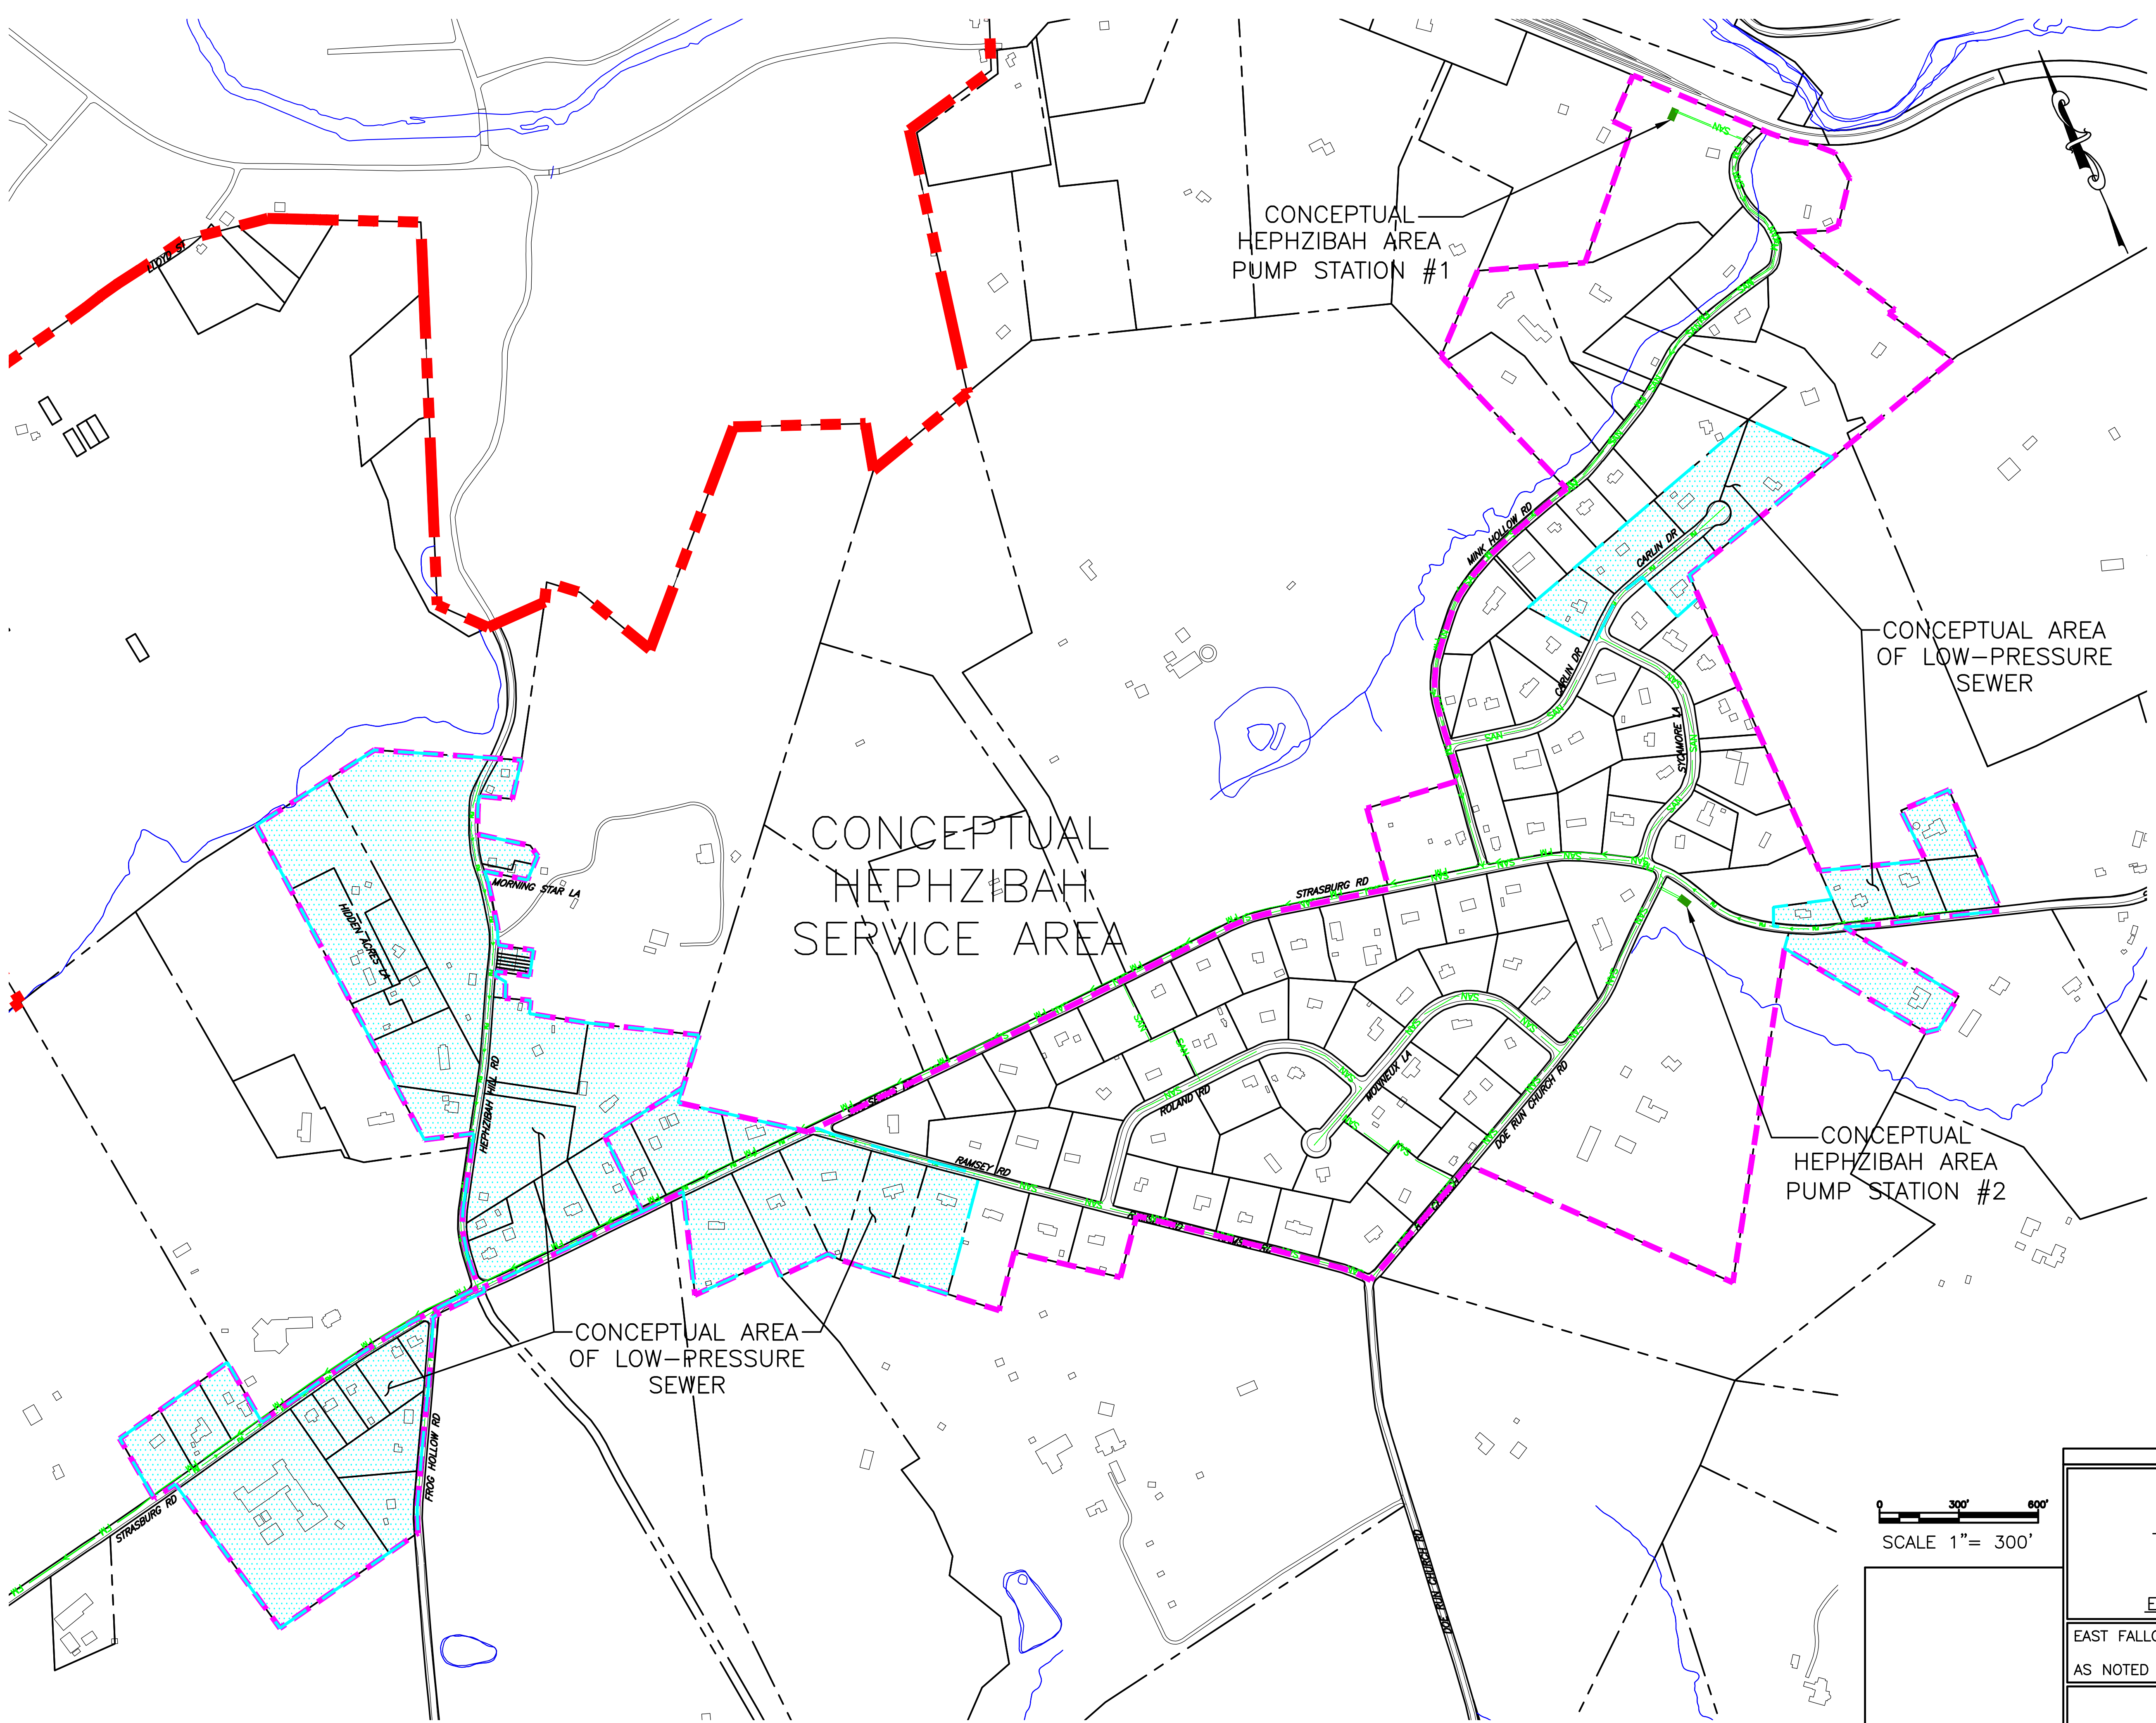 CONCEPTUAL
HEPHZIBAH AREA
PUMP STATION #1
SAN
MINK HOLLOW RD
CARLIN DR
CONCEPTUAL AREA
OF LOW-PRESSURE
SEWER
CARLIN DR
SYCAMORE LA
CONCEPTUAL
HEPHZIBAH
SERVICE AREA
STRASBURG RD
MORNING STAR LA
HIDDEN ACRES LA
HEPHZIBAH HILL RD
ROLAND RD
MOLINEUX LA
RAMSEY RD
DOE RUN CHURCH RD
CONCEPTUAL
HEPHZIBAH AREA
PUMP STATION #2
CONCEPTUAL AREA
OF LOW-PRESSURE
SEWER
FROG HOLLOW RD
STRASBURG RD
FM
DOE RUN CHURCH RD
0 300' 600'
SCALE 1"= 300'
EAST FALLO
AS NOTED